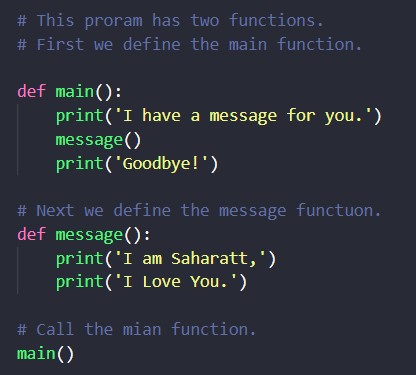 # This proram has two functions.
# First we define the main function.
def main():
    print('I have a message for you.')
    message()
    print('Goodbye!')
# Next we define the message functuon.
def message():
    print('I am Saharatt,')
    print('I Love You.')
# Call the mian function.
main()